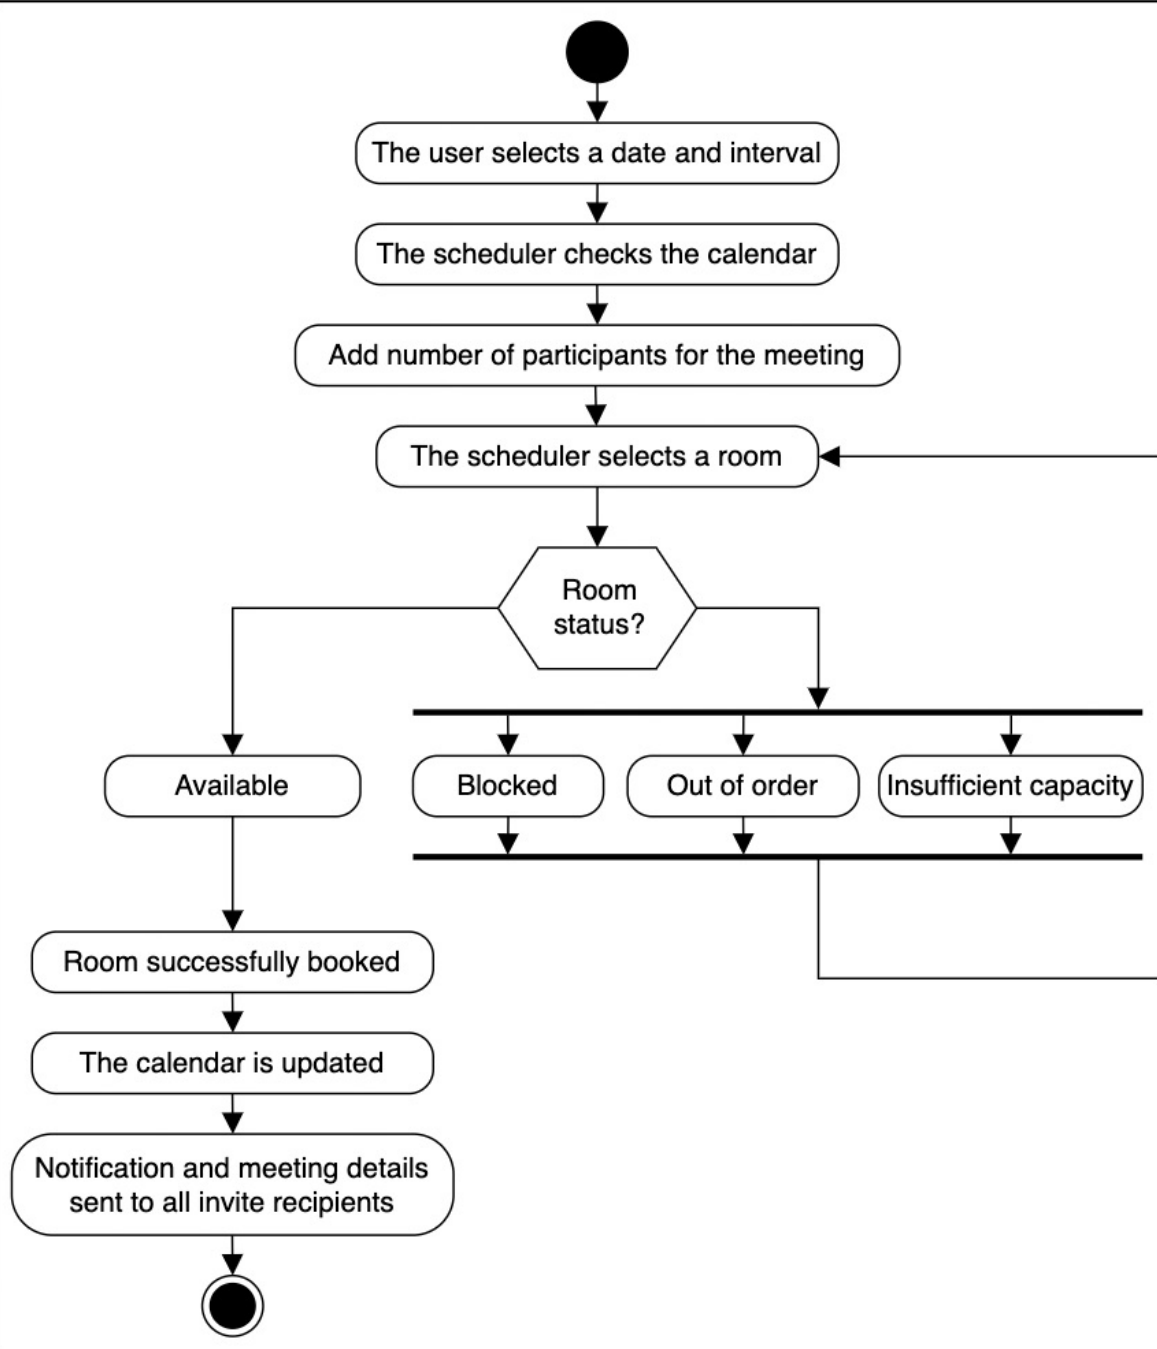 The user selects a date and interval
The scheduler checks the calendar
Add number of participants for the meeting
The scheduler selects a room
Room
status?
Available
Blocked
Out of order
Insufficient capacity
Room successfully booked
The calendar is updated
Notification and meeting details
sent to all invite recipients